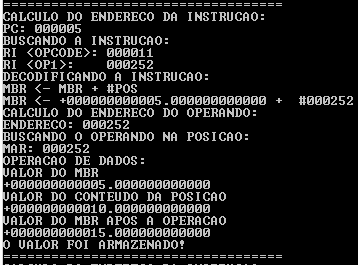 ==================================
CALCULO DO ENDERECO DA INSTRUCAO:
PC: 000005
BUSCANDO A INSTRUCAO:
RI <OPCODE>: 000011
RI <OP1>:    000252
DECODIFICANDO A INSTRUCAO:
MBR <- MBR + #POS
MBR <- +000000000005.000000000000 +  #000252
CALCULO DO ENDERECO DO OPERANDO:
ENDERECO: 000252
BUSCANDO O OPERANDO NA POSICAO:
MAR: 000252
OPERACAO DE DADOS:
VALOR DO MBR
+000000000005.000000000000
VALOR DO CONTEUDO DA POSICAO
+000000000010.000000000000
VALOR DO MBR APOS A OPERACAO
+000000000015.000000000000
O VALOR FOI ARMAZENADO!
==================================